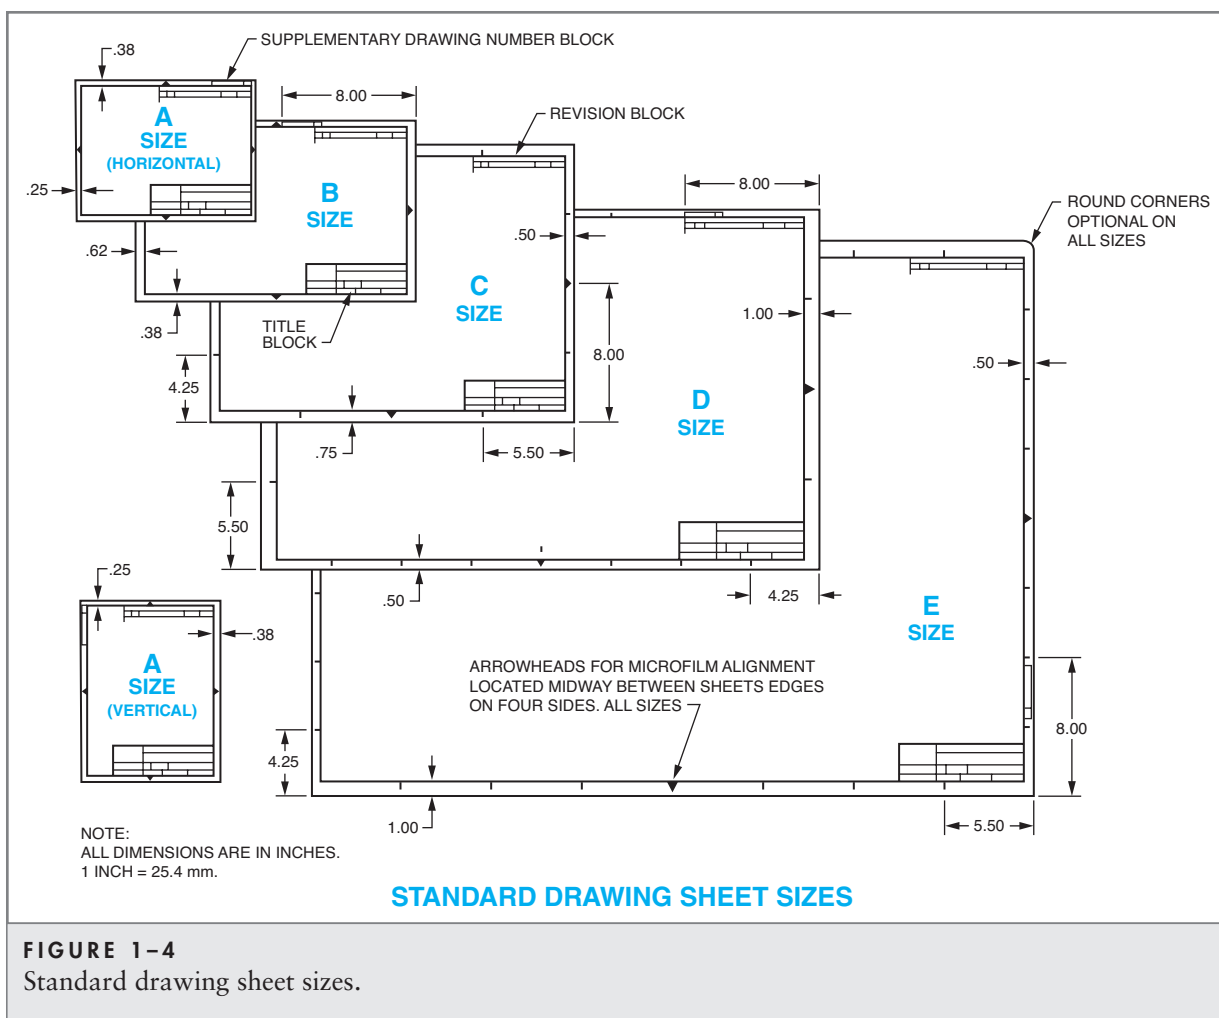 SUPPLEMENTARY DRAWING NUMBER BLOCK
.38
8.00
REVISION BLOCK
A
SIZE
(HORIZONTAL)
.25
B
SIZE
8.00
ROUND CORNERS
OPTIONAL ON
ALL SIZES
.62
.50
C
SIZE
.38
TITLE
BLOCK
1.00
8.00
.50
4.25
D
SIZE
.75
5.50
5.50
.50
4.25
.25
E
SIZE
.38
A
SIZE
(VERTICAL)
ARROWHEADS FOR MICROFILM ALIGNMENT
LOCATED MIDWAY BETWEEN SHEETS EDGES
ON FOUR SIDES. ALL SIZES
8.00
4.25
1.00
5.50
NOTE:
ALL DIMENSIONS ARE IN INCHES.
1 INCH = 25.4 mm.
STANDARD DRAWING SHEET SIZES
FIGURE 1–4
Standard drawing sheet sizes.